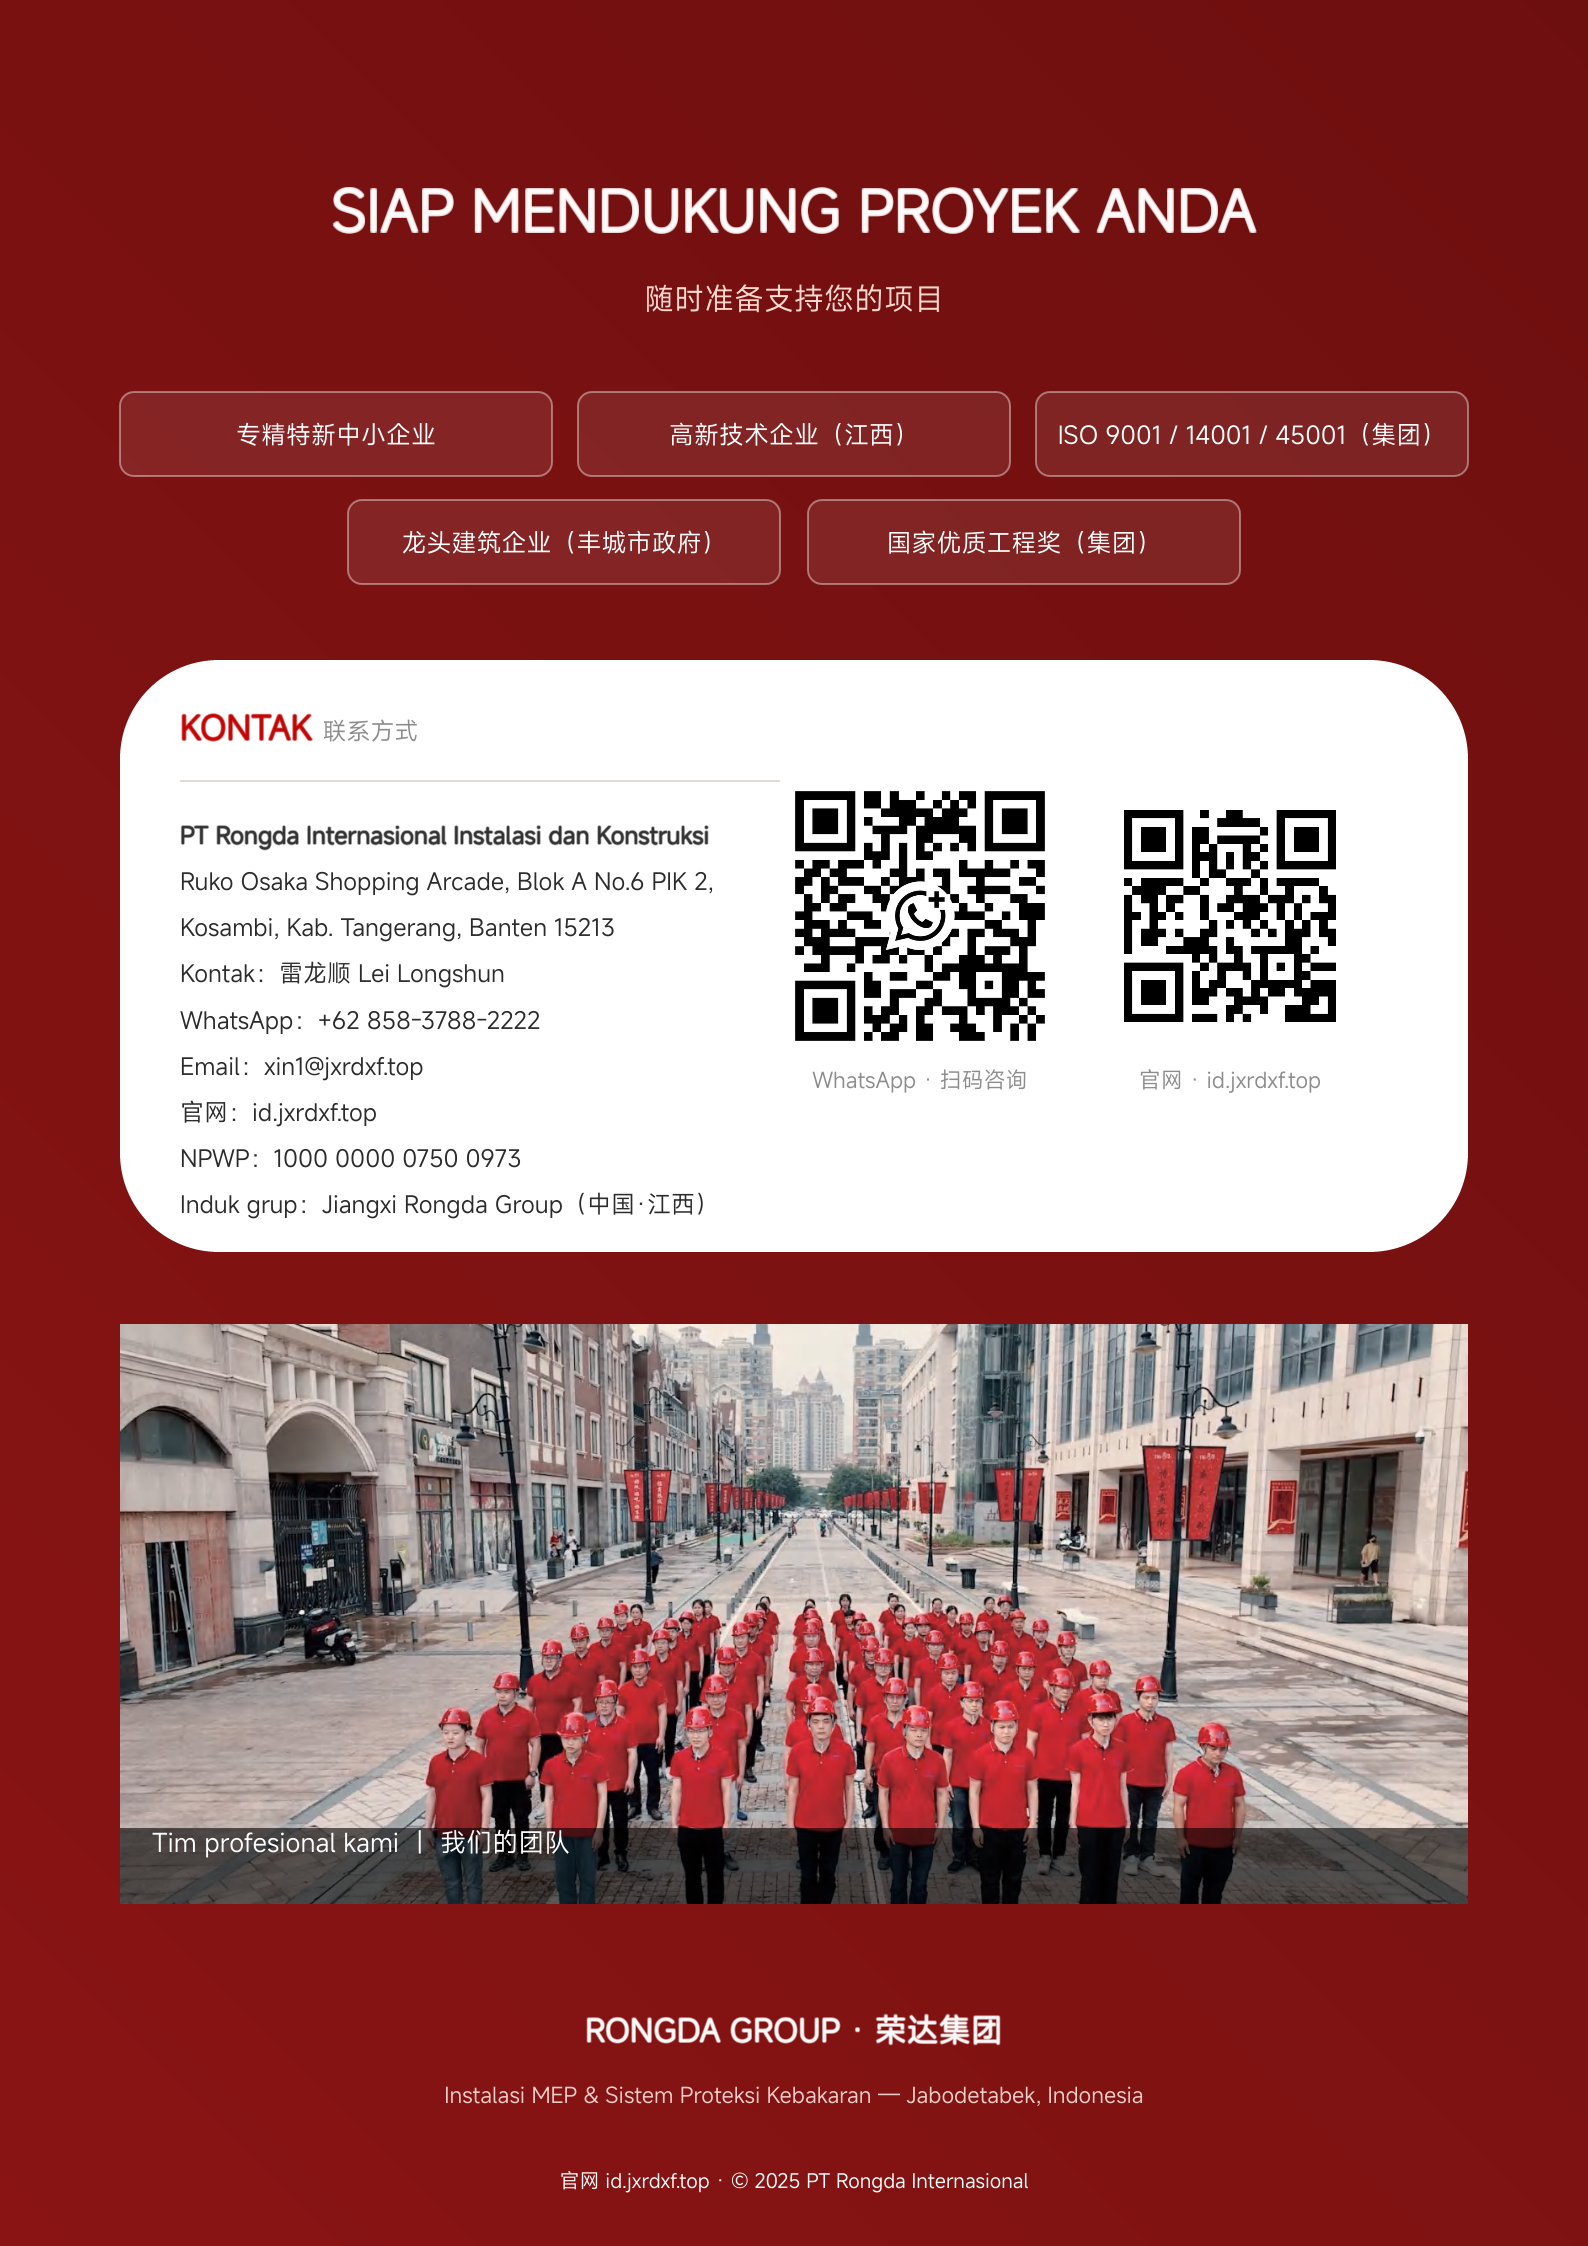 SIAP MENDUKUNG PROYEK ANDA
随时准备支持您的项目
专精特新中小企业
高新技术企业（江西）
ISO 9001 / 14001 / 45001（集团）
龙头建筑企业（丰城市政府）
国家优质工程奖（集团）
KONTAK 联系方式
PT Rongda Internasional Instalasi dan Konstruksi
Ruko Osaka Shopping Arcade, Blok A No.6 PIK 2,
Kosambi, Kab. Tangerang, Banten 15213
Kontak：雷龙顺 Lei Longshun
WhatsApp：+62 858-3788-2222
Email：xin1@jxrdxf.top
官网：id.jxrdxf.top
NPWP：1000 0000 0750 0973
Induk grup：Jiangxi Rongda Group（中国·江西）
WhatsApp · 扫码咨询
官网 · id.jxrdxf.top
Tim profesional kami ｜ 我们的团队
RONGDA GROUP · 荣达集团
Instalasi MEP & Sistem Proteksi Kebakaran — Jabodetabek, Indonesia
官网 id.jxrdxf.top · © 2025 PT Rongda Internasional